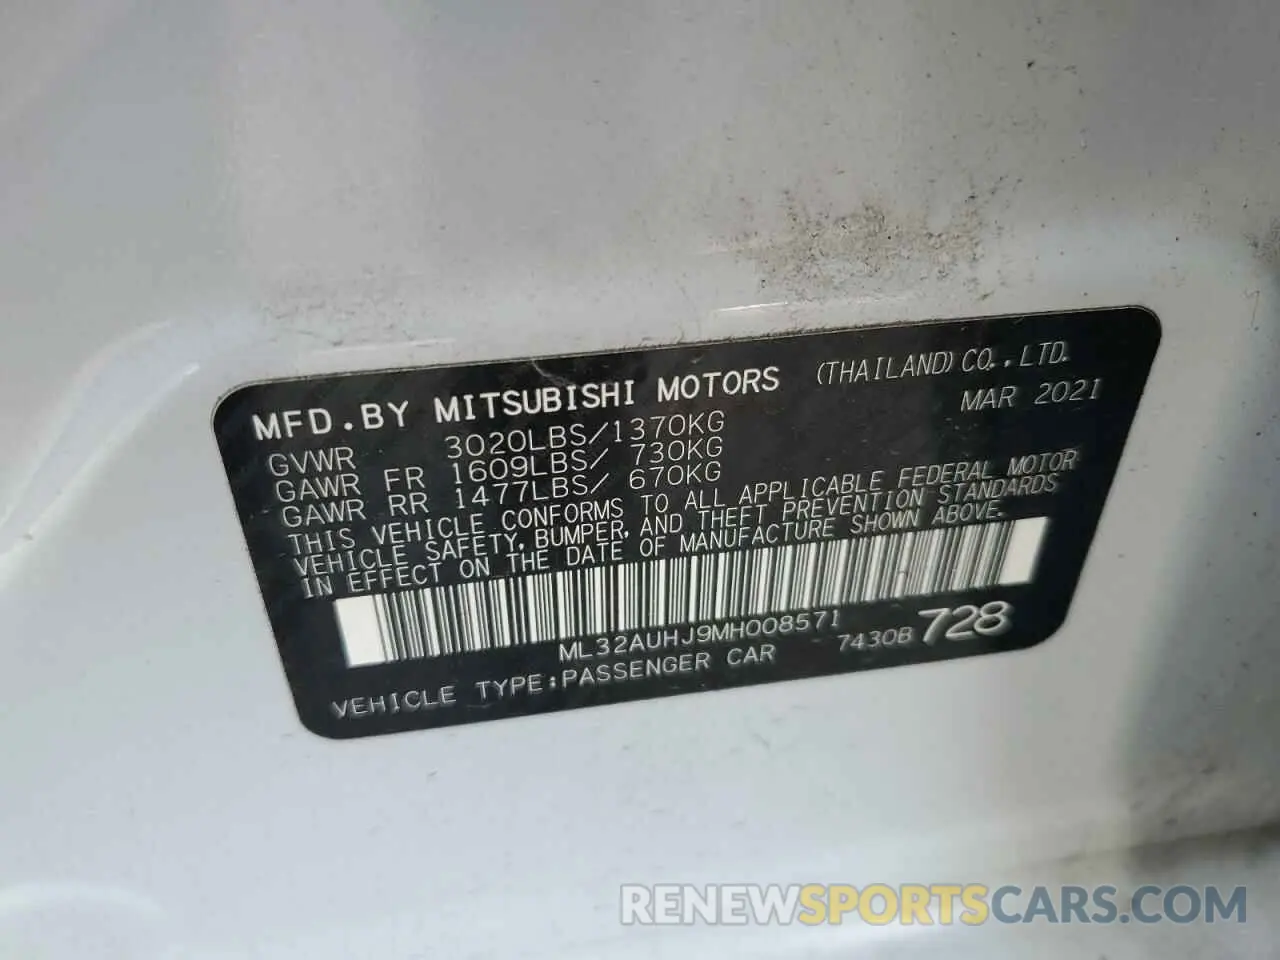 MFD.BY MITSUBISHI MOTORS (THAILAND) CO.,LTD.
MAR 2021
GVWR 3020LBS/1370KG
GAWR FR 1609LBS/ 730KG
GAWR RR 1477LBS/ 670KG
THIS VEHICLE CONFORMS TO ALL APPLICABLE FEDERAL MOTOR
VEHICLE SAFETY, BUMPER, AND THEFT PREVENTION STANDARDS
IN EFFECT ON THE DATE OF MANUFACTURE SHOWN ABOVE.
ML32AUHJ9MH008571
7430B 728
VEHICLE TYPE:PASSENGER CAR
RENEWSPORTSCARS.COM